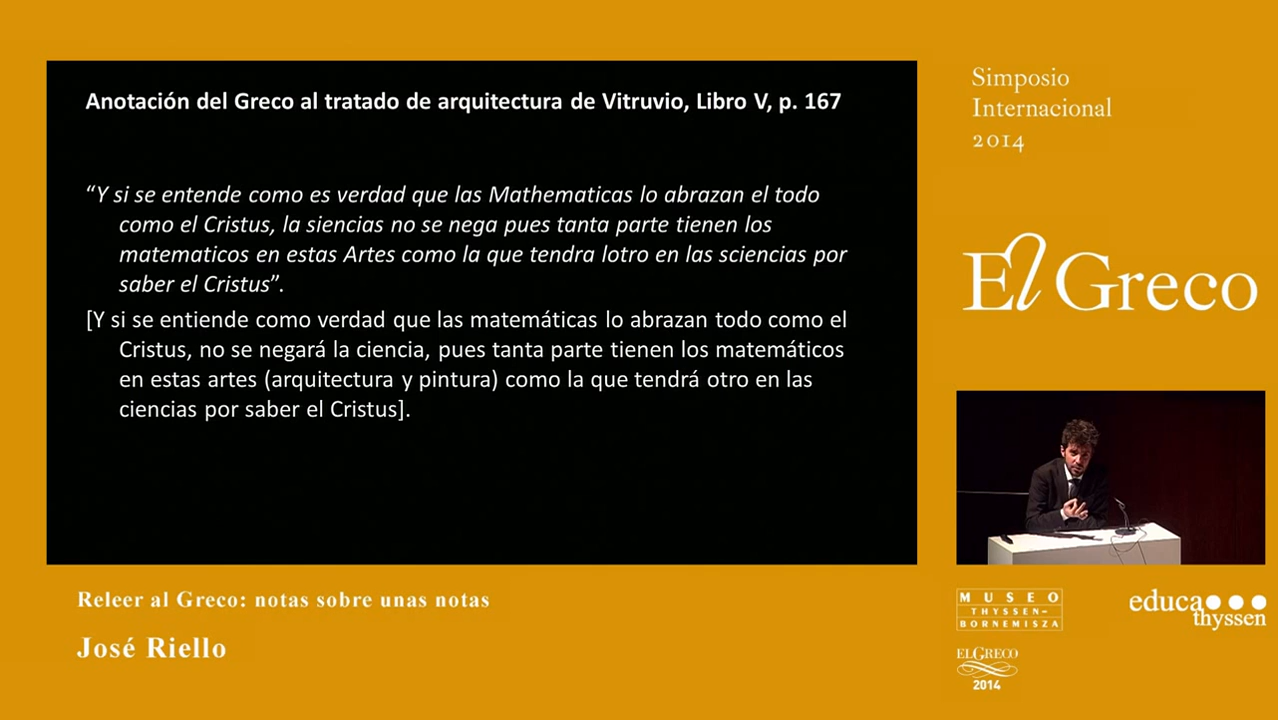 Anotación del Greco al tratado de arquitectura de Vitruvio, Libro V, p. 167
“Y si se entende como es verdad que las Mathematicas lo abrazan el todo
como el Cristus, la siencias no se nega pues tanta parte tienen los
matematicos en estas Artes como la que tendra lotro en las sciencias por
saber el Cristus”.
[Y si se entiende como verdad que las matemáticas lo abrazan todo como el
Cristus, no se negará la ciencia, pues tanta parte tienen los matemáticos
en estas artes (arquitectura y pintura) como la que tendrá otro en las
ciencias por saber el Cristus].
Releer al Greco: notas sobre unas notas
José Riello
Simposio
Internacional
2014
El Greco
MUSEO
THYSSEN-
BORNEMISZA
educa
thyssen
ELGRECO
2014